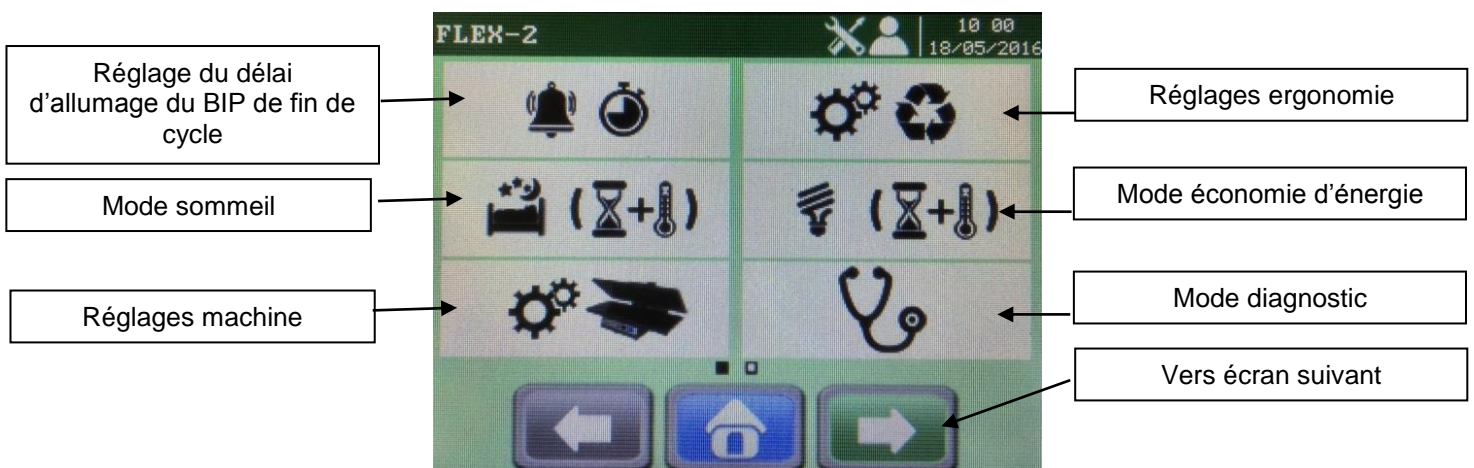 FLEX-2
10 00
18/05/2016
Réglage du délai
d’allumage du BIP de fin de
cycle
Réglages ergonomie
Mode sommeil
(+)
(+)
Mode économie d’énergie
Réglages machine
Mode diagnostic
Vers écran suivant